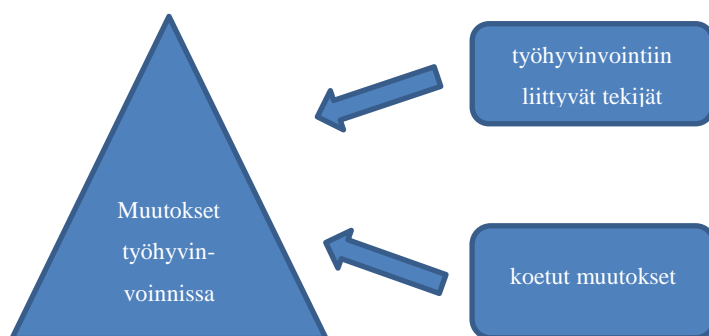 työhyvinvointiin
liittyvät tekijät
Muutokset
työhyvin-
voinnissa
koetut muutokset